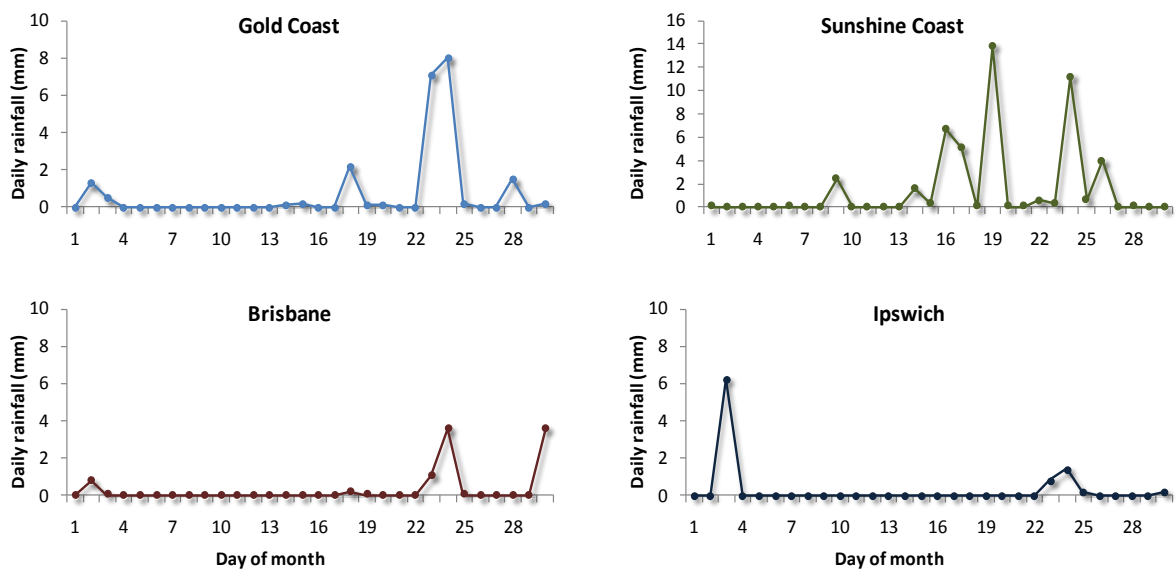 Gold Coast
Daily rainfall (mm)
10
8
6
4
2
0
1 4 7 10 13 16 19 22 25 28
Sunshine Coast
Daily rainfall (mm)
16
14
12
10
8
6
4
2
0
1 4 7 10 13 16 19 22 25 28
Brisbane
Daily rainfall (mm)
10
8
6
4
2
0
1 4 7 10 13 16 19 22 25 28
Day of month
Ipswich
Daily rainfall (mm)
10
8
6
4
2
0
1 4 7 10 13 16 19 22 25 28
Day of month